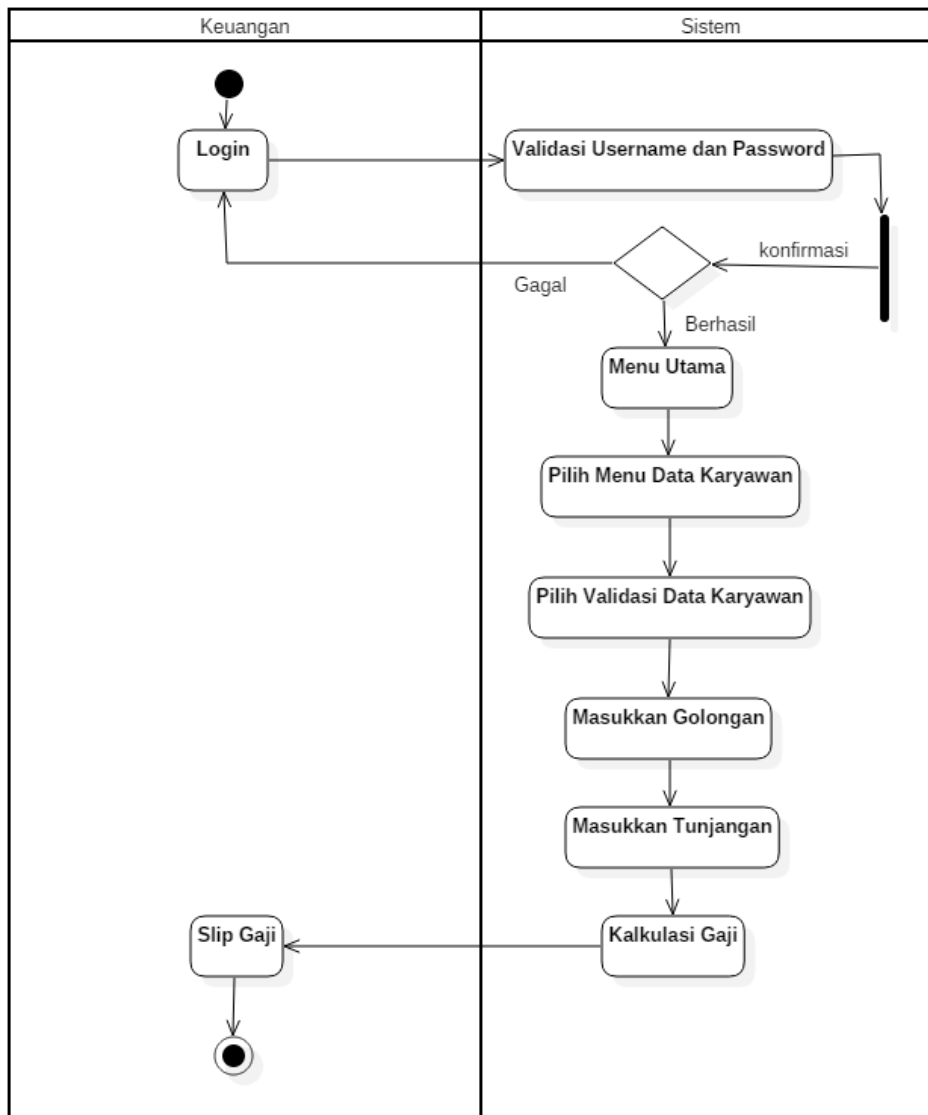 Keuangan
Sistem
Login
Validasi Username dan Password
konfirmasi
Gagal
Berhasil
Menu Utama
Pilih Menu Data Karyawan
Pilih Validasi Data Karyawan
Masukkan Golongan
Masukkan Tunjangan
Slip Gaji
Kalkulasi Gaji